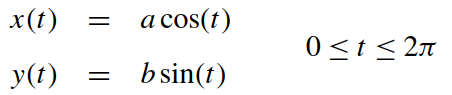 x(t) = a cos(t)
0 ≤ t ≤ 2π
y(t) = b sin(t)